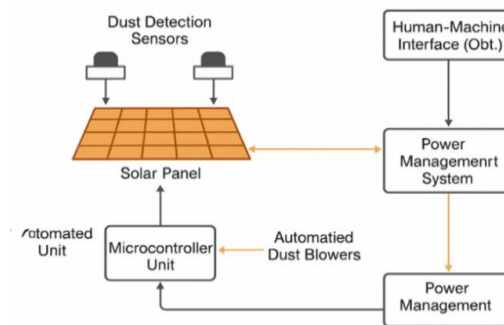 Dust Detection
Sensors
Human-Machine
Interface (Obt.)
Solar Panel
Power
Managemenrt
System
Unit
Microcontroller
Unit
Automatied
Dust Blowers
Power
Management